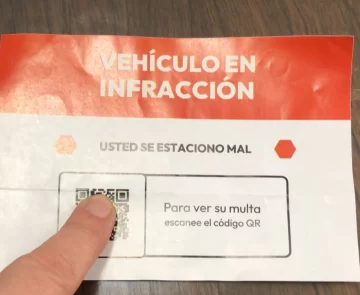 VEHÍCULO EN
INFRACCIÓN
USTED SE ESTACIONO MAL
Para ver su multa
escanee el código QR